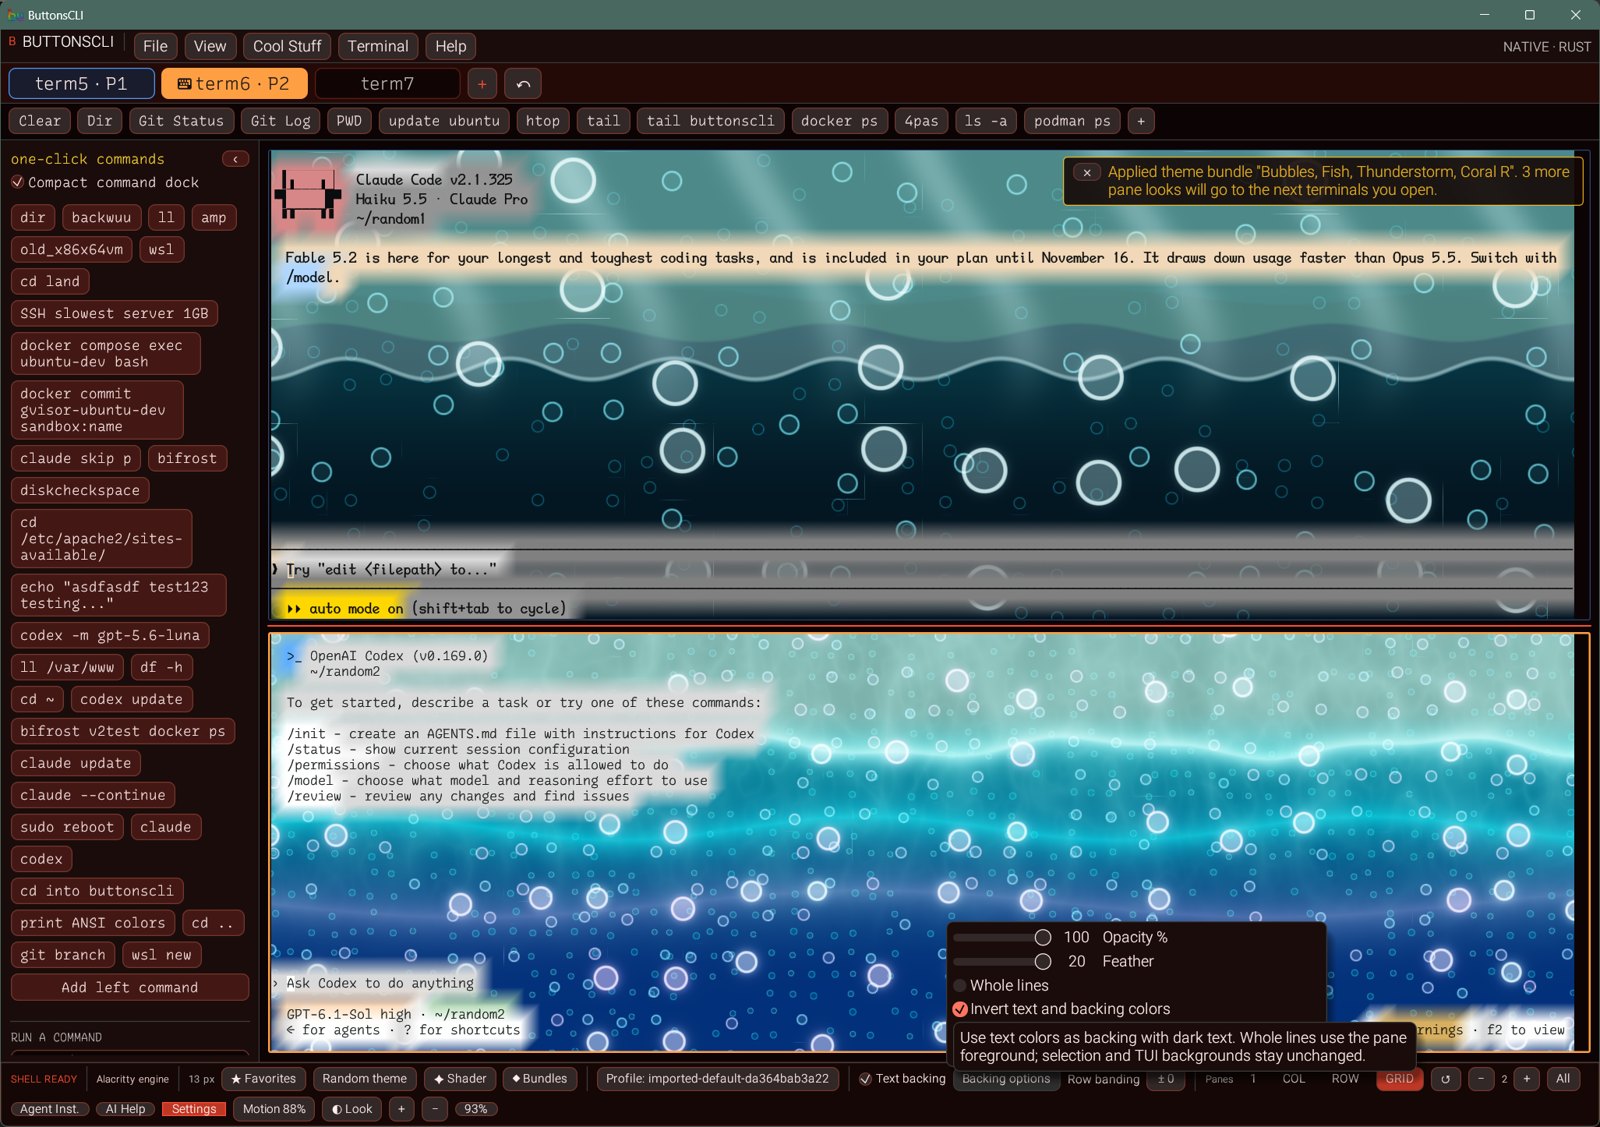 ButtonsCLI
B BUTTONSCLI File View Cool Stuff Terminal Help NATIVE · RUST
term5 · P1 term6 · P2 term7 +
Clear Dir Git Status Git Log PWD update ubuntu htop tail tail buttonscli docker ps 4pas ls -a podman ps +
one-click commands ‹
Compact command dock
dir backwuu ll amp
old_x86x64vm wsl
cd land
SSH slowest server 1GB
docker compose exec
ubuntu-dev bash
docker commit
gvisor-ubuntu-dev
sandbox:name
claude skip p bifrost
diskcheckspace
cd
/etc/apache2/sites-
available/
echo "asdfasdf test123
testing..."
codex -m gpt-5.6-luna
ll /var/www df -h
cd ~ codex update
bifrost v2test docker ps
claude update
claude --continue
sudo reboot claude
codex
cd into buttonscli
print ANSI colors cd ..
git branch wsl new
Add left command
RUN A COMMAND
Claude Code v2.1.325
Haiku 5.5 · Claude Pro
~/random1
× Applied theme bundle "Bubbles, Fish, Thunderstorm, Coral R". 3 more
pane looks will go to the next terminals you open.
Fable 5.2 is here for your longest and toughest coding tasks, and is included in your plan until November 16. It draws down usage faster than Opus 5.5. Switch with
/model.
❯ Try "edit <filepath> to..."
⏵⏵ auto mode on (shift+tab to cycle)
>_ OpenAI Codex (v0.169.0)
~/random2
To get started, describe a task or try one of these commands:
/init - create an AGENTS.md file with instructions for Codex
/status - show current session configuration
/permissions - choose what Codex is allowed to do
/model - choose what model and reasoning effort to use
/review - review any changes and find issues
› Ask Codex to do anything
GPT-6.1-Sol high · ~/random2
← for agents · ? for shortcuts
rnings · f2 to view
100 Opacity %
20 Feather
Whole lines
Invert text and backing colors
Use text colors as backing with dark text. Whole lines use the pane
foreground; selection and TUI backgrounds stay unchanged.
SHELL READY Alacritty engine 13 px ★ Favorites Random theme ✦ Shader ◆ Bundles Profile: imported-default-da364bab3a22 Text backing Backing options Row banding ± 0 Panes 1 COL ROW GRID ↺ − 2 + All
Agent Inst. AI Help Settings Motion 88% ◐ Look + − 93%